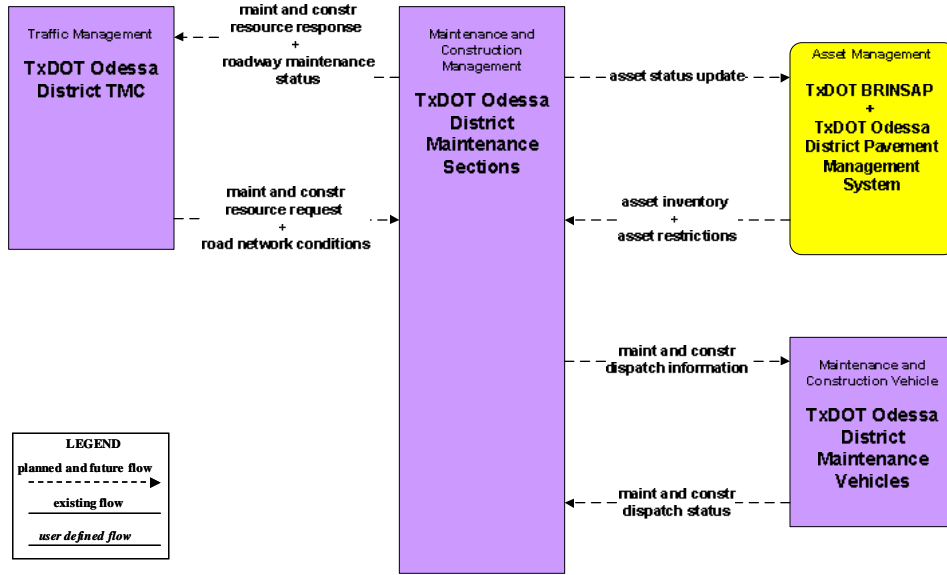 Traffic Management
TxDOT Odessa
District TMC
maint and constr
resource response
+
roadway maintenance
status
maint and constr
resource request
+
road network conditions
Maintenance and
Construction
Management
TxDOT Odessa
District
Maintenance
Sections
asset status update
asset inventory
+
asset restrictions
Asset Management
TxDOT BRINSAP
+
TxDOT Odessa
District Pavement
Management
System
maint and constr
dispatch information
maint and constr
dispatch status
Maintenance and
Construction Vehicle
TxDOT Odessa
District
Maintenance
Vehicles
LEGEND
planned and future flow
existing flow
user defined flow